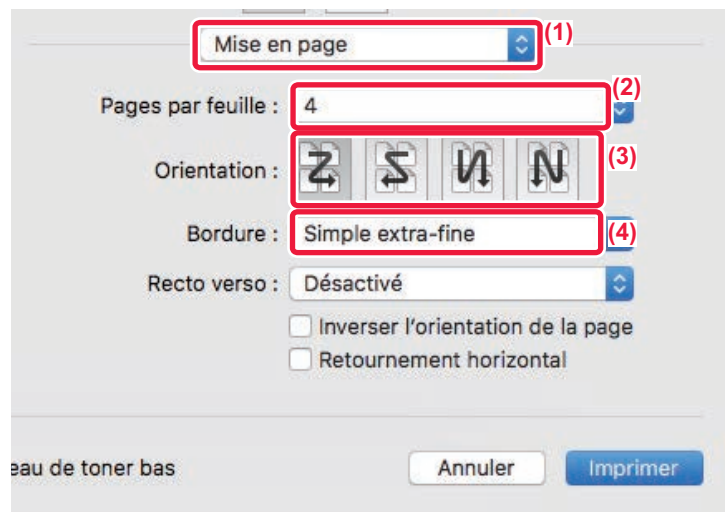 Mise en page
(1)
Pages par feuille :
4
(2)
Orientation :
(3)
Bordure :
Simple extra-fine
(4)
Recto verso :
Désactivé
Inverser l'orientation de la page
Retournement horizontal
eau de toner bas
Annuler
Imprimer